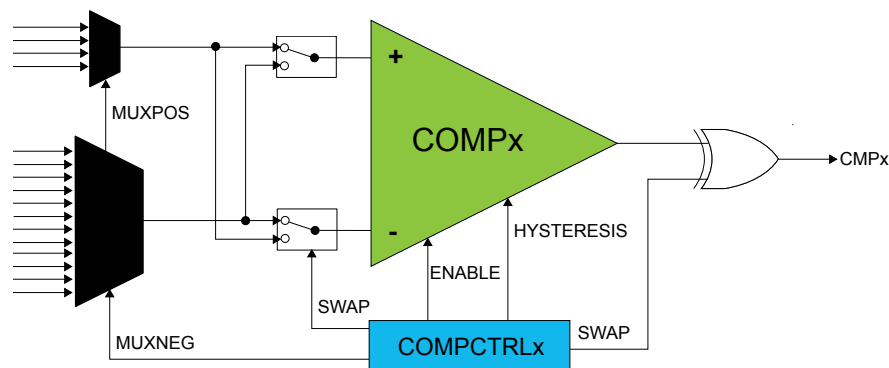 +
MUXPOS
COMPx
CMPx
-
HYSTERESIS
ENABLE
SWAP
SWAP
MUXNEG
COMPCTRLx